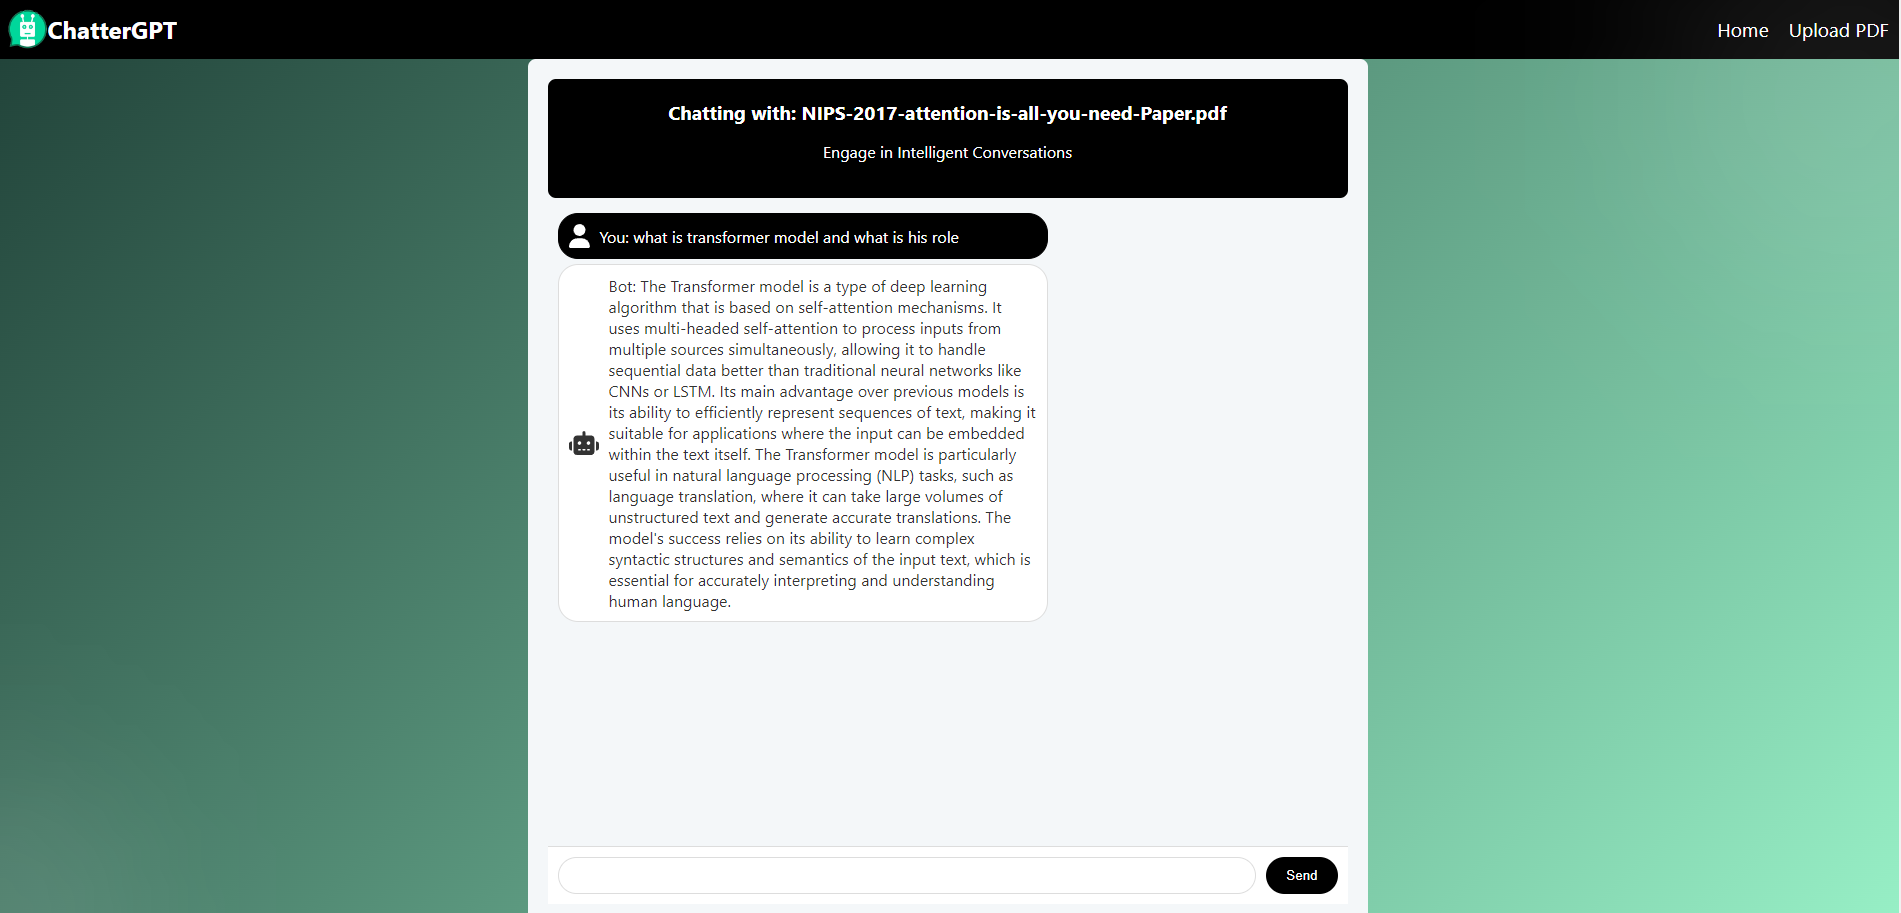 ChatterGPT
Home
Upload PDF
Chatting with: NIPS-2017-attention-is-all-you-need-Paper.pdf
Engage in Intelligent Conversations
You: what is transformer model and what is his role
Bot: The Transformer model is a type of deep learning
algorithm that is based on self-attention mechanisms. It
uses multi-headed self-attention to process inputs from
multiple sources simultaneously, allowing it to handle
sequential data better than traditional neural networks like
CNNs or LSTM. Its main advantage over previous models is
its ability to efficiently represent sequences of text, making it
suitable for applications where the input can be embedded
within the text itself. The Transformer model is particularly
useful in natural language processing (NLP) tasks, such as
language translation, where it can take large volumes of
unstructured text and generate accurate translations. The
model's success relies on its ability to learn complex
syntactic structures and semantics of the input text, which is
essential for accurately interpreting and understanding
human language.
Send